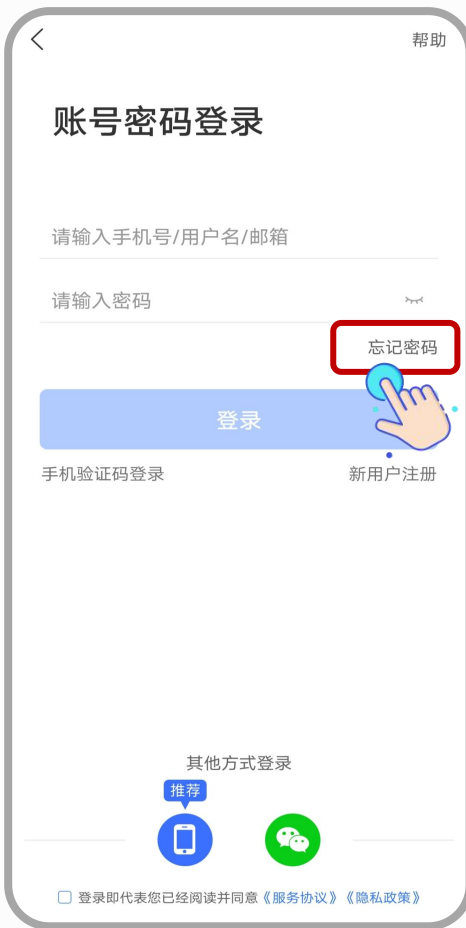 帮助
账号密码登录
请输入手机号/用户名/邮箱
请输入密码
忘记密码
登录
手机验证码登录 新用户注册
其他方式登录
推荐
登录即代表您已经阅读并同意《服务协议》《隐私政策》